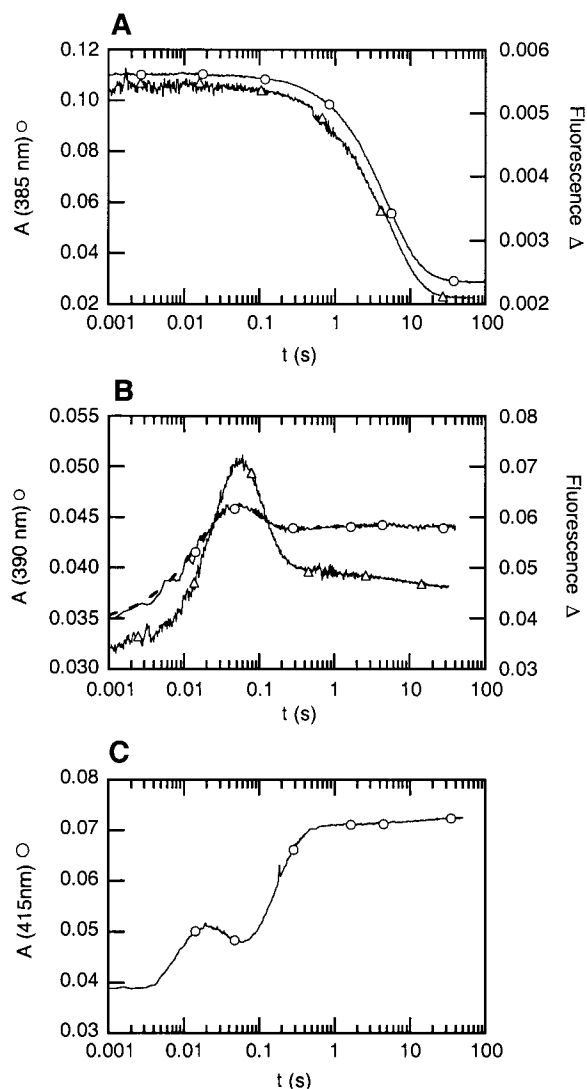 A
0.12
0.10
0.08
0.06
0.04
0.02
A (385 nm) O
0.006
0.005
0.004
0.003
0.002
Fluorescence Δ
0.001 0.01 0.1 1 10 100
t (s)
B
0.055
0.050
0.045
0.040
0.035
0.030
A (390 nm) O
0.08
0.07
0.06
0.05
0.04
0.03
Fluorescence Δ
0.001 0.01 0.1 1 10 100
t (s)
C
0.08
0.07
0.06
0.05
0.04
0.03
A (415nm) O
0.001 0.01 0.1 1 10 100
t (s)